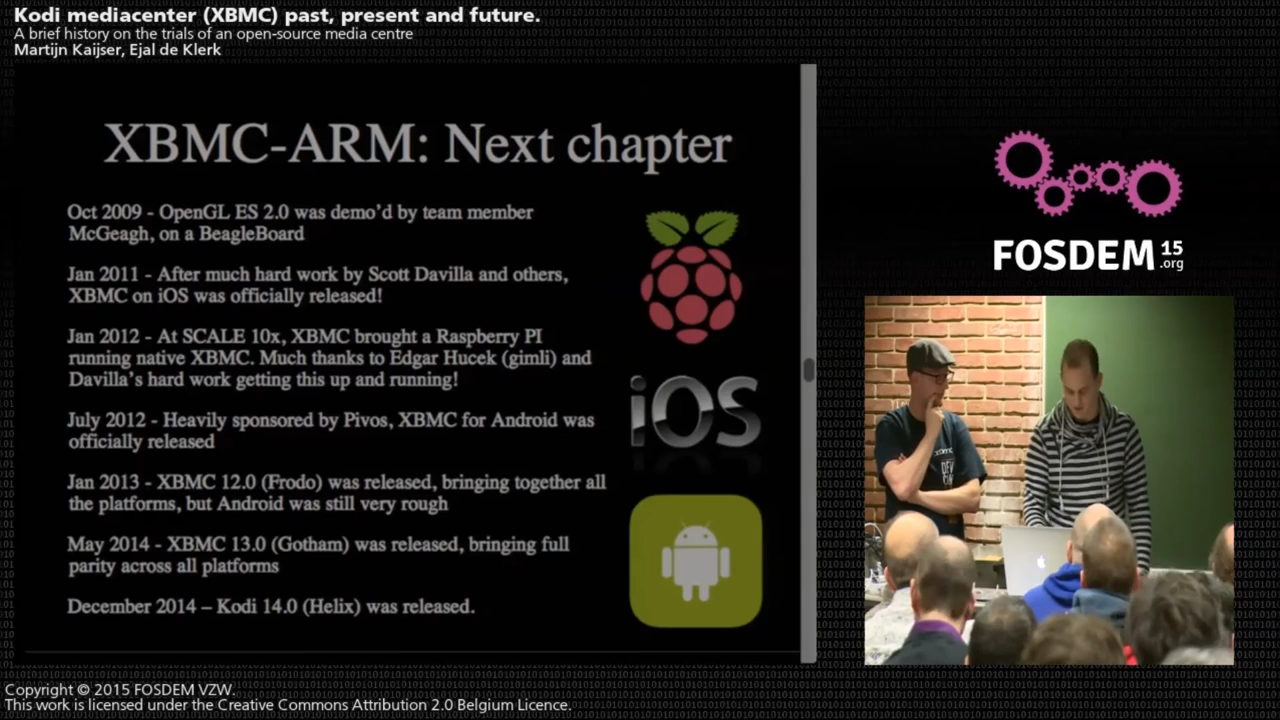 Kodi mediacenter (XBMC) past, present and future.
A brief history on the trials of an open-source media centre
Martijn Kaijser, Ejal de Klerk
XBMC-ARM: Next chapter
Oct 2009 - OpenGL ES 2.0 was demo'd by team member
McGeagh, on a BeagleBoard
Jan 2011 - After much hard work by Scott Davilla and others,
XBMC on iOS was officially released!
Jan 2012 - At SCALE 10x, XBMC brought a Raspberry PI
running native XBMC. Much thanks to Edgar Hucek (gimli) and
Davilla's hard work getting this up and running!
July 2012 - Heavily sponsored by Pivos, XBMC for Android was
officially released
Jan 2013 - XBMC 12.0 (Frodo) was released, bringing together all
the platforms, but Android was still very rough
May 2014 - XBMC 13.0 (Gotham) was released, bringing full
parity across all platforms
December 2014 – Kodi 14.0 (Helix) was released.
iOS
FOSDEM 15
.org
Copyright © 2015 FOSDEM VZW.
This work is licensed under the Creative Commons Attribution 2.0 Belgium Licence.